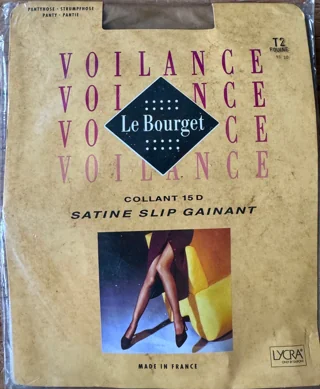 PANTYHOSE - STRUMPFHOSE
PANTY - PANTIE
T2
VOILANCE
VOILANCE
VOILANCE
VOILANCE
Le Bourget
COLLANT 15 D
SATINE SLIP GAINANT
LYCRA
MADE IN FRANCE